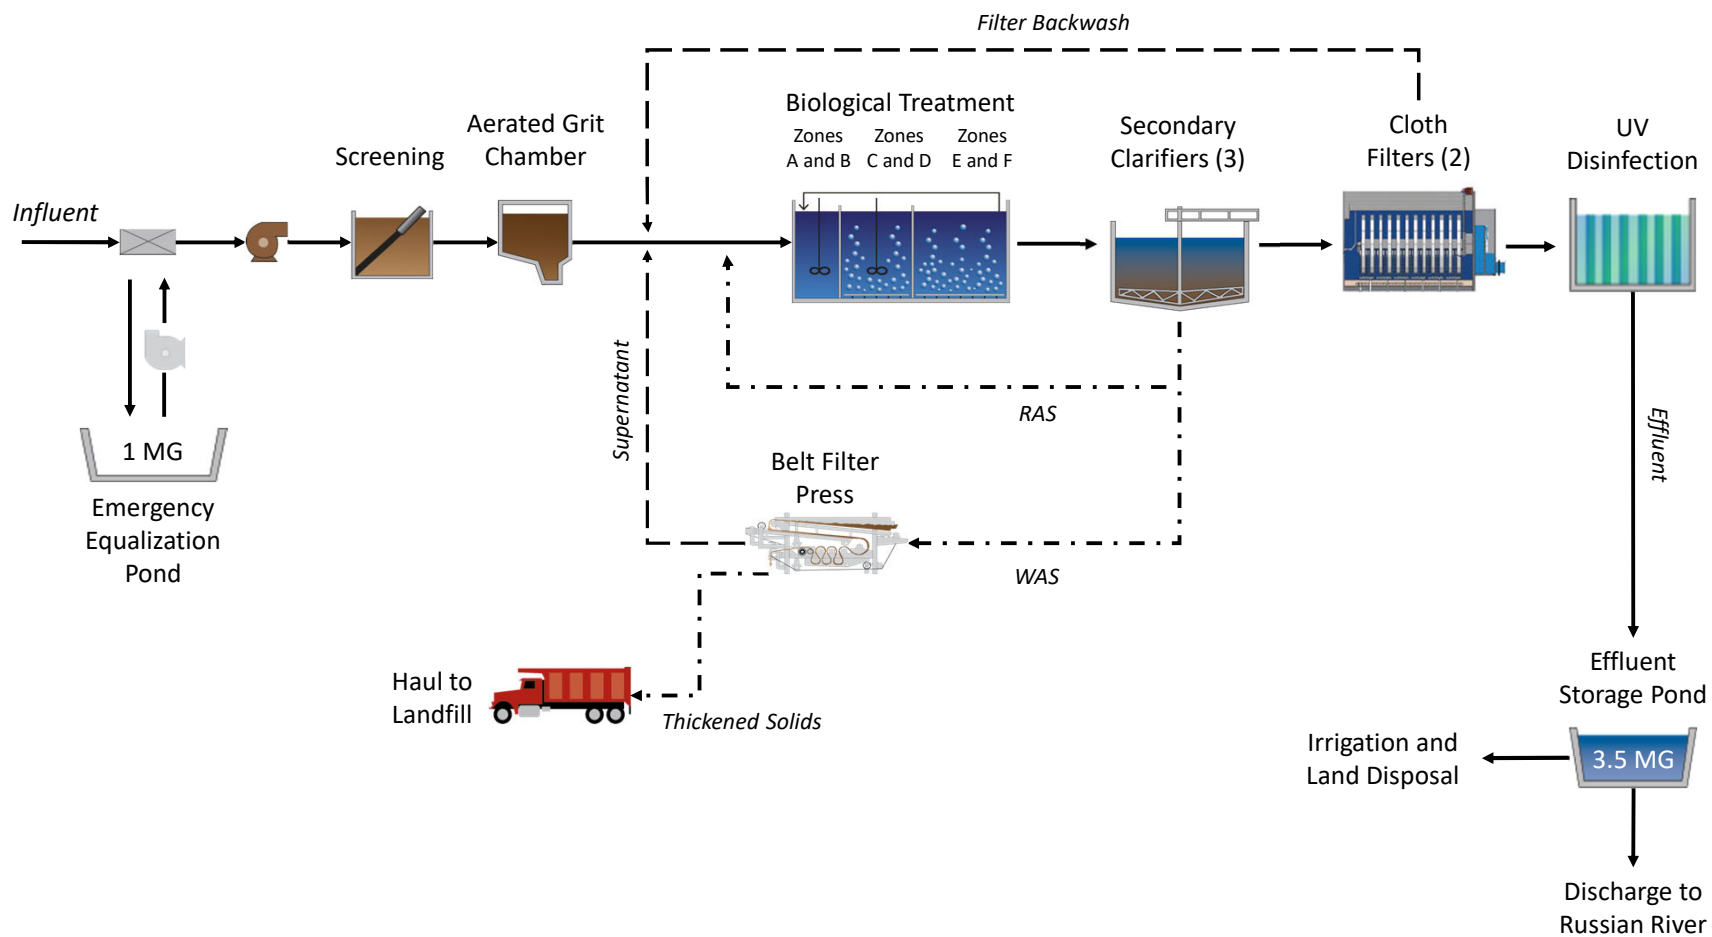 Filter Backwash
Biological Treatment
Zones
A and B
Zones
C and D
Zones
E and F
Aerated Grit
Chamber
Screening
Secondary
Clarifiers (3)
Cloth
Filters (2)
UV
Disinfection
Influent
1 MG
Emergency
Equalization
Pond
Supernatant
RAS
Belt Filter
Press
WAS
Effluent
Haul to
Landfill
Thickened Solids
Effluent
Storage Pond
3.5 MG
Irrigation and
Land Disposal
Discharge to
Russian River